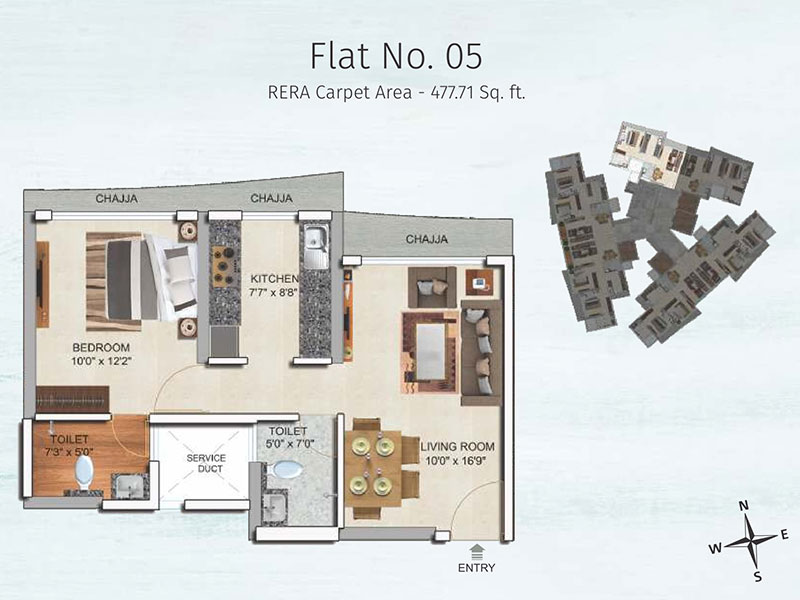 Flat No. 05
RERA Carpet Area - 477.71 Sq. ft.
CHAJJA
CHAJJA
CHAJJA
KITCHEN
7'7" x 8'8"
BEDROOM
10'0" x 12'2"
TOILET
7'3" x 5'0"
SERVICE
DUCT
TOILET
5'0" x 7'0"
LIVING ROOM
10'0" x 16'9"
ENTRY
N
W
E
S